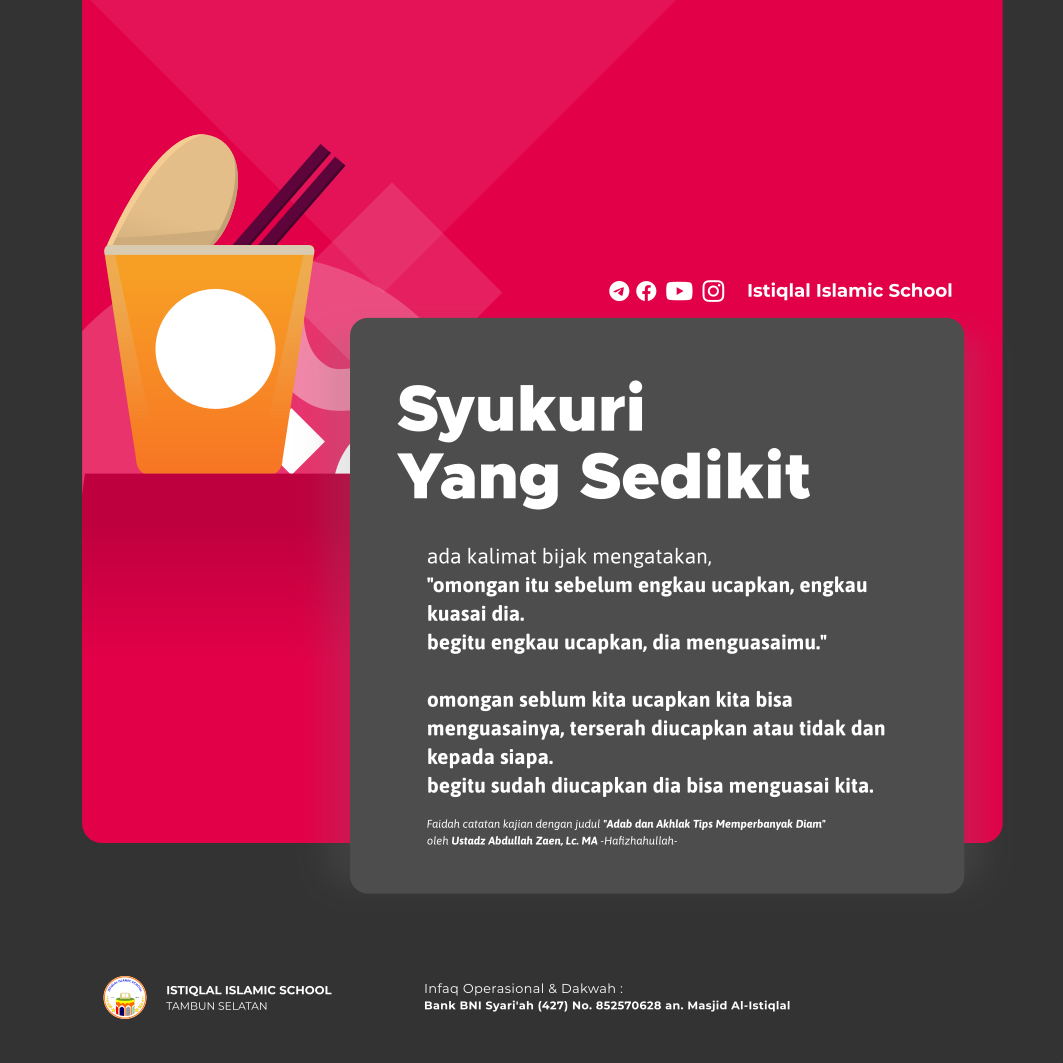 Istiqlal Islamic School
Syukuri
Yang Sedikit
ada kalimat bijak mengatakan,
"omongan itu sebelum engkau ucapkan, engkau
kuasai dia.
begitu engkau ucapkan, dia menguasaimu."
omongan seblum kita ucapkan kita bisa
menguasainya, terserah diucapkan atau tidak dan
kepada siapa.
begitu sudah diucapkan dia bisa menguasai kita.
Faidah catatan kajian dengan judul "Adab dan Akhlak Tips Memperbanyak Diam"
oleh Ustadz Abdullah Zaen, Lc. MA -Hafizhahullah-
ISTIQLAL ISLAMIC SCHOOL
TAMBUN SELATAN
Infaq Operasional & Dakwah :
Bank BNI Syari'ah (427) No. 852570628 an. Masjid Al-Istiqlal